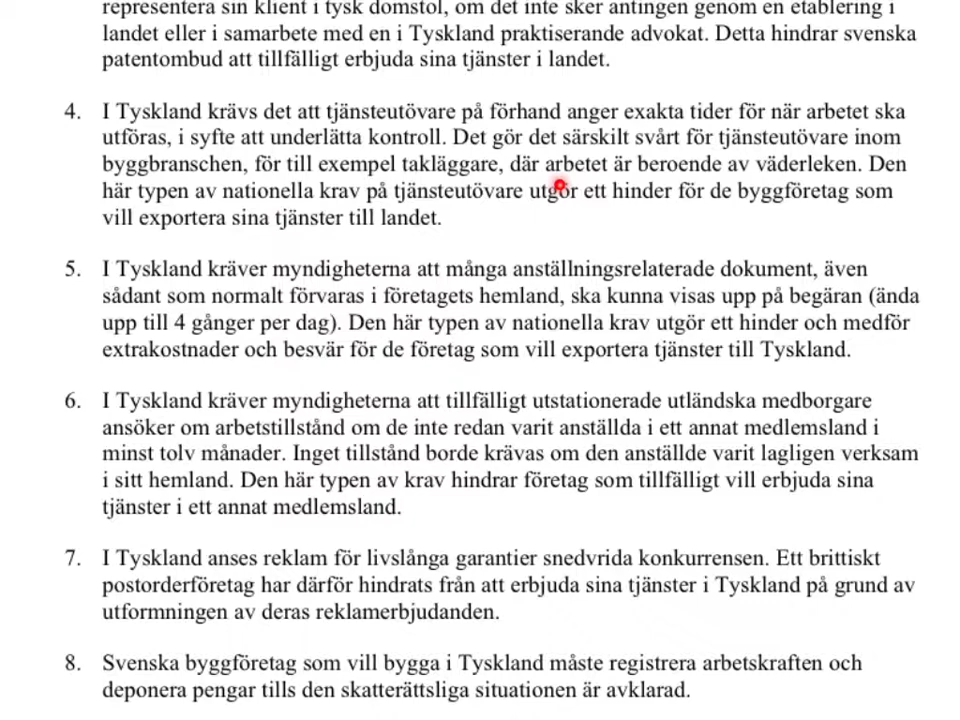 representera sin klient i tysk domstol, om det inte sker antingen genom en etablering i
landet eller i samarbete med en i Tyskland praktiserande advokat. Detta hindrar svenska
patentombud att tillfälligt erbjuda sina tjänster i landet.
4. I Tyskland krävs det att tjänsteutövare på förhand anger exakta tider för när arbetet ska
utföras, i syfte att underlätta kontroll. Det gör det särskilt svårt för tjänsteutövare inom
byggbranschen, för till exempel takläggare, där arbetet är beroende av väderleken. Den
här typen av nationella krav på tjänsteutövare utgör ett hinder för de byggföretag som
vill exportera sina tjänster till landet.
5. I Tyskland kräver myndigheterna att många anställningsrelaterade dokument, även
sådant som normalt förvaras i företagets hemland, ska kunna visas upp på begäran (ända
upp till 4 gånger per dag). Den här typen av nationella krav utgör ett hinder och medför
extrakostnader och besvär för de företag som vill exportera tjänster till Tyskland.
6. I Tyskland kräver myndigheterna att tillfälligt utstationerade utländska medborgare
ansöker om arbetstillstånd om de inte redan varit anställda i ett annat medlemsland i
minst tolv månader. Inget tillstånd borde krävas om den anställde varit lagligen verksam
i sitt hemland. Den här typen av krav hindrar företag som tillfälligt vill erbjuda sina
tjänster i ett annat medlemsland.
7. I Tyskland anses reklam för livslånga garantier snedvrida konkurrensen. Ett brittiskt
postorderföretag har därför hindrats från att erbjuda sina tjänster i Tyskland på grund av
utformningen av deras reklamerbjudanden.
8. Svenska byggföretag som vill bygga i Tyskland måste registrera arbetskraften och
deponera pengar tills den skatterättsliga situationen är avklarad.